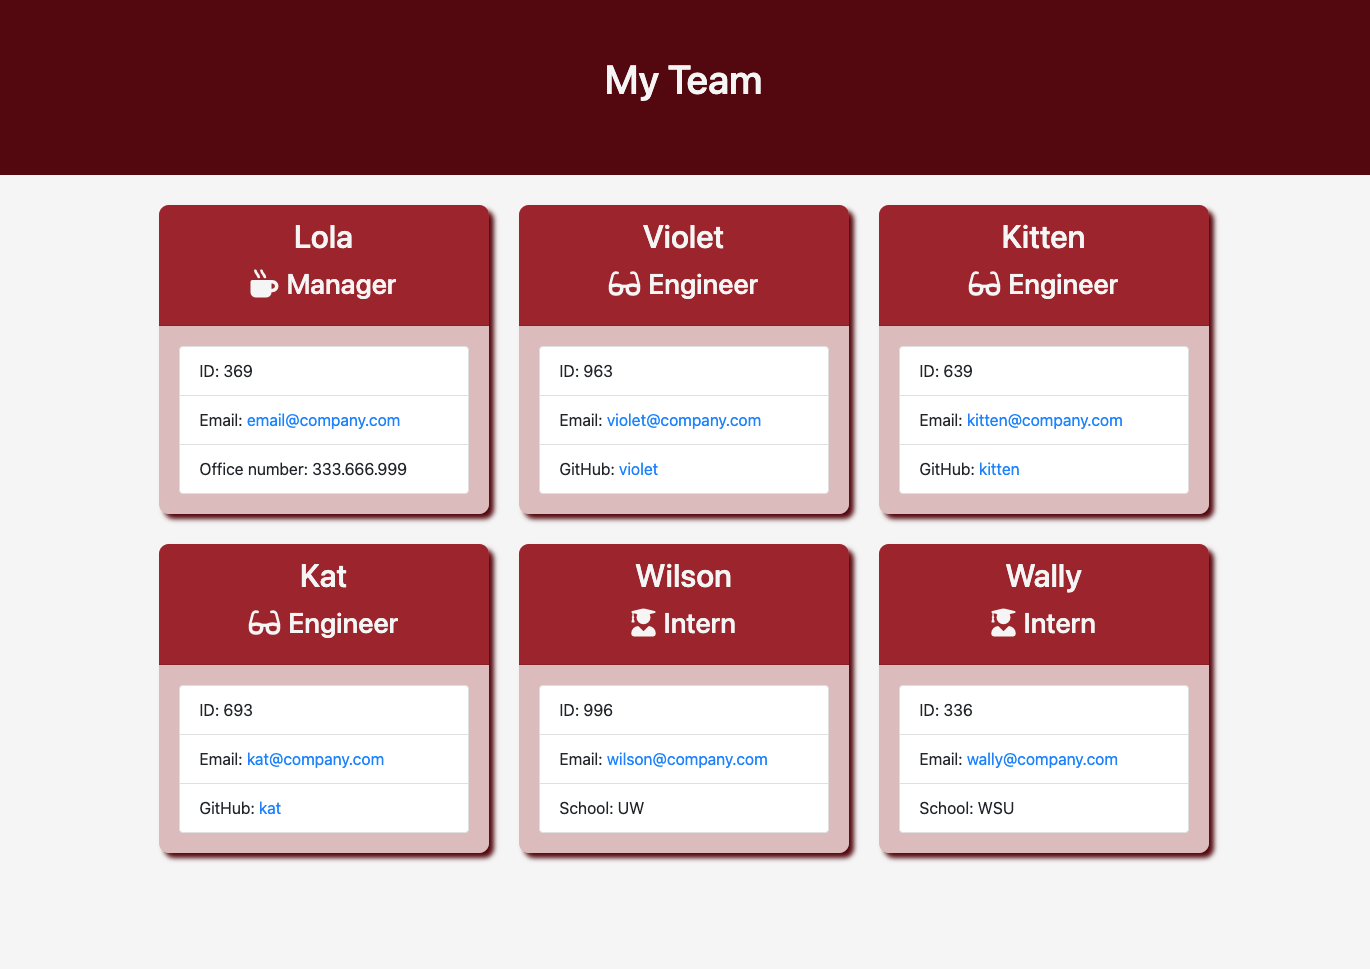 My Team
Lola
Manager
ID: 369
Email: email@company.com
Office number: 333.666.999
Violet
Engineer
ID: 963
Email: violet@company.com
GitHub: violet
Kitten
Engineer
ID: 639
Email: kitten@company.com
GitHub: kitten
Kat
Engineer
ID: 693
Email: kat@company.com
GitHub: kat
Wilson
Intern
ID: 996
Email: wilson@company.com
School: UW
Wally
Intern
ID: 336
Email: wally@company.com
School: WSU